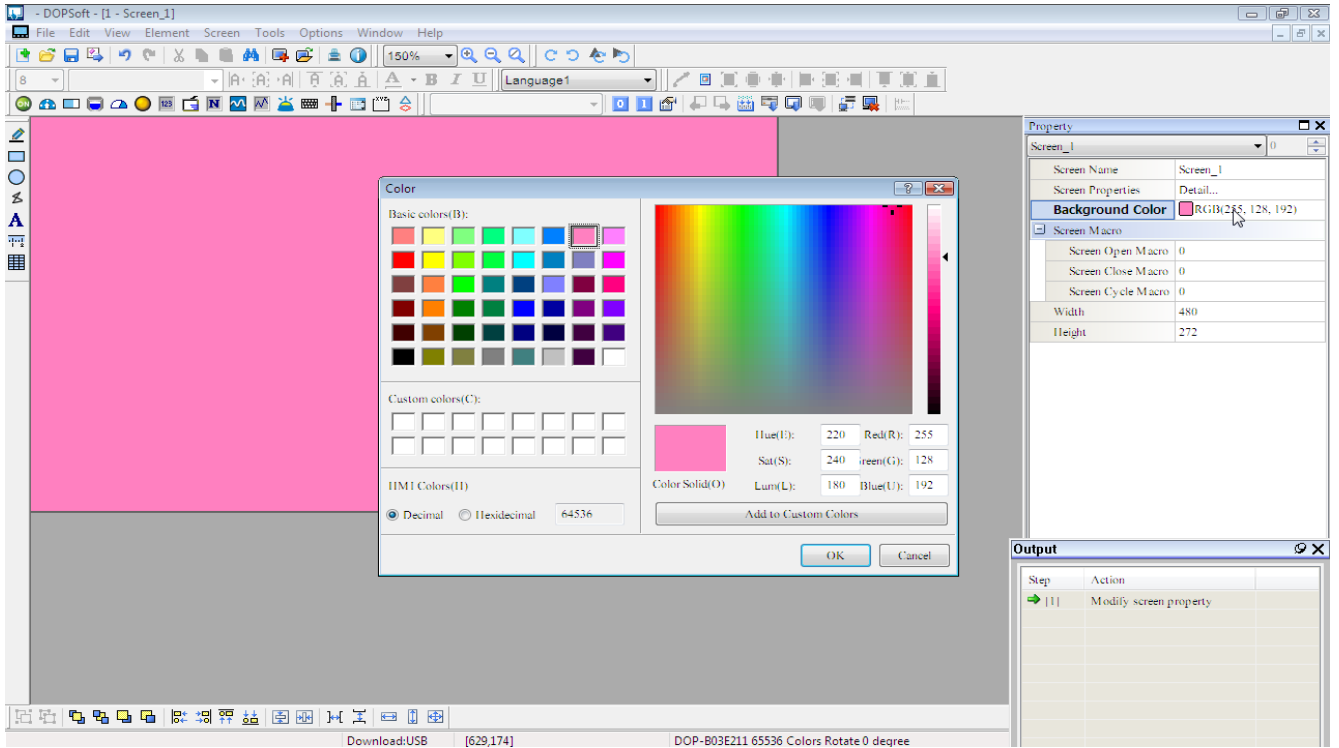 - DOPSoft - [1 - Screen_1]
File Edit View Element Screen Tools Options Window Help
150%
8
Language1
Property
Screen_1 0
Screen Name Screen_1
Screen Properties Detail...
Background Color RGB(255, 128, 192)
Screen Macro
Screen Open Macro 0
Screen Close Macro 0
Screen Cycle Macro 0
Width 480
Height 272
Color
Basic colors(B):
Custom colors(C):
HMI Colors(H)
Decimal Hexidecimal 64536
Hue(E): 220 Red(R): 255
Sat(S): 240 reen(G): 128
Color Solid(O) Lum(L): 180 Blue(U): 192
Add to Custom Colors
OK Cancel
Output
Step Action
[1] Modify screen property
Download:USB [629,174] DOP-B03E211 65536 Colors Rotate 0 degree